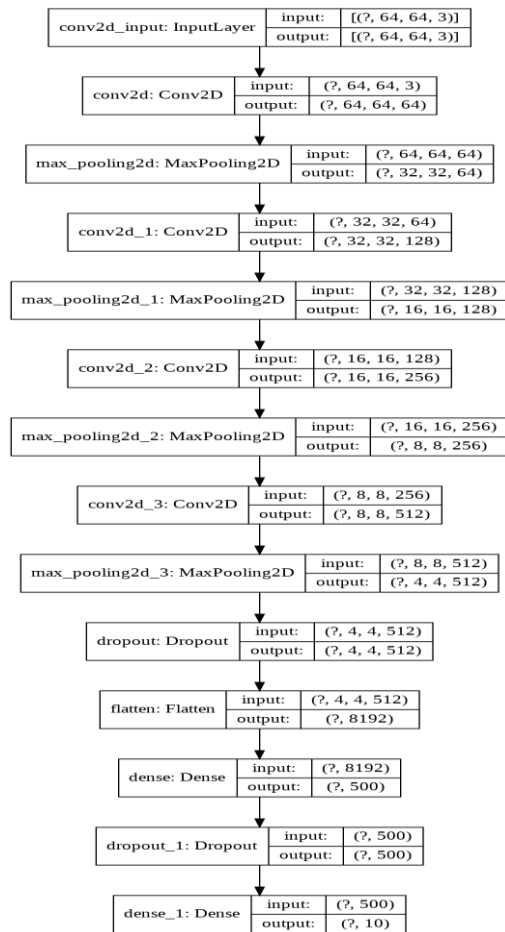 conv2d_input: InputLayer
input: [(?, 64, 64, 3)]
output: [(?, 64, 64, 3)]
conv2d: Conv2D
input: (?, 64, 64, 3)
output: (?, 64, 64, 64)
max_pooling2d: MaxPooling2D
input: (?, 64, 64, 64)
output: (?, 32, 32, 64)
conv2d_1: Conv2D
input: (?, 32, 32, 64)
output: (?, 32, 32, 128)
max_pooling2d_1: MaxPooling2D
input: (?, 32, 32, 128)
output: (?, 16, 16, 128)
conv2d_2: Conv2D
input: (?, 16, 16, 128)
output: (?, 16, 16, 256)
max_pooling2d_2: MaxPooling2D
input: (?, 16, 16, 256)
output: (?, 8, 8, 256)
conv2d_3: Conv2D
input: (?, 8, 8, 256)
output: (?, 8, 8, 512)
max_pooling2d_3: MaxPooling2D
input: (?, 8, 8, 512)
output: (?, 4, 4, 512)
dropout: Dropout
input: (?, 4, 4, 512)
output: (?, 4, 4, 512)
flatten: Flatten
input: (?, 4, 4, 512)
output: (?, 8192)
dense: Dense
input: (?, 8192)
output: (?, 500)
dropout_1: Dropout
input: (?, 500)
output: (?, 500)
dense_1: Dense
input: (?, 500)
output: (?, 10)